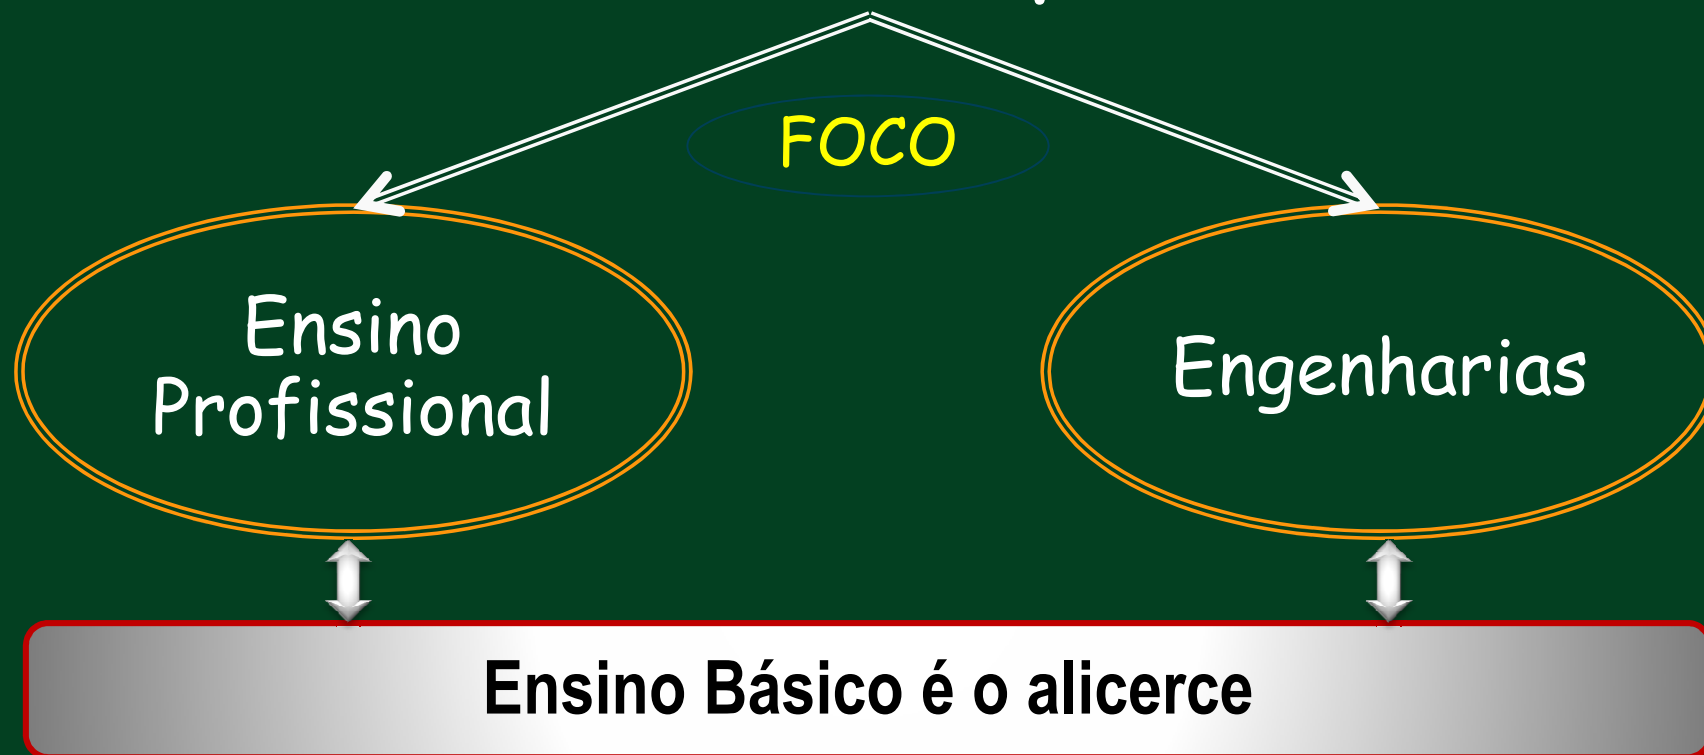 FOCO
Ensino
Profissional
Engenharias
Ensino Básico é o alicerce